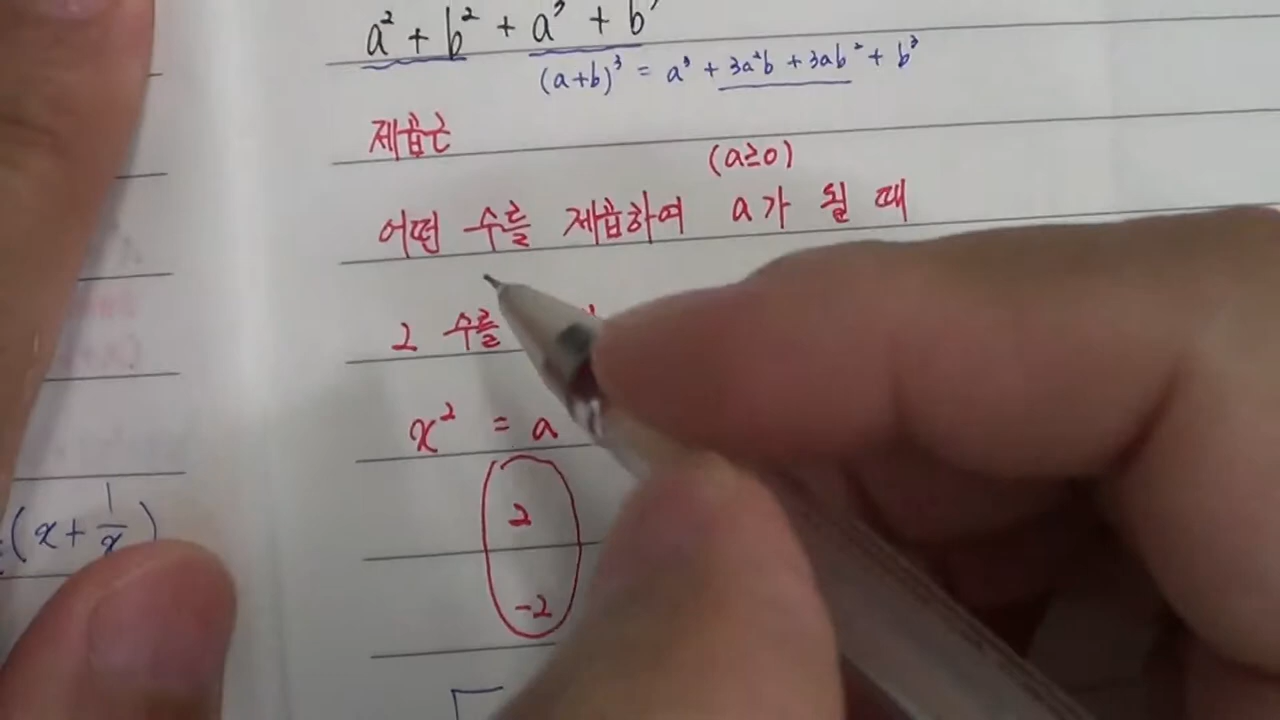 a² + b² + a³ + b³
(a+b)³ = a³ + 3a²b + 3ab² + b³
제곱근
(a≥0)
어떤 수를 제곱하여 a가 될 때
2 수를
x² = a
2
-2
(x + 1/x)